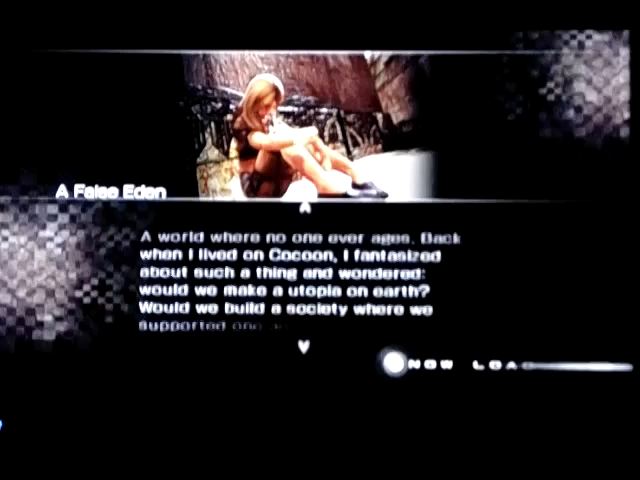 A False Eden
A world where no one ever ages. Back
when I lived on Cocoon, I fantasized
about such a thing and wondered:
would we make a utopia on earth?
Would we build a society where we
supported one
NOW LOA